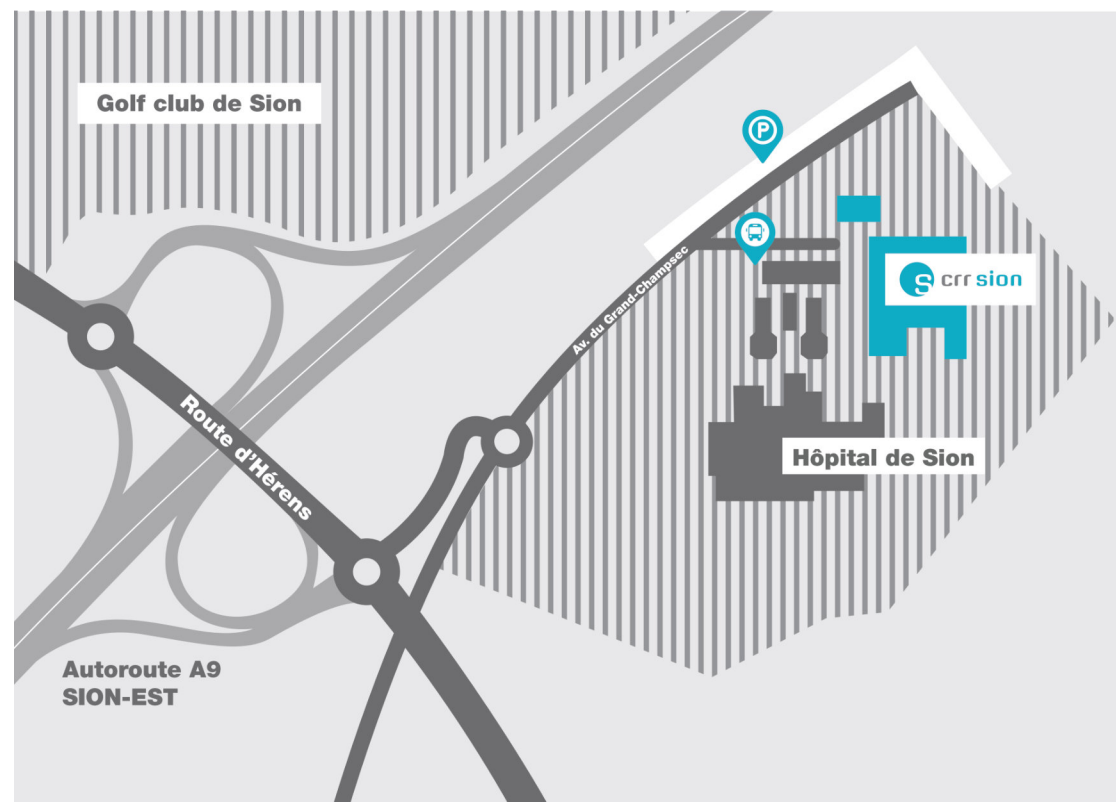 Golf club de Sion
P
Av. du Grand-Champsec
S crr sion
Route d'Hérens
Hôpital de Sion
Autoroute A9
SION-EST